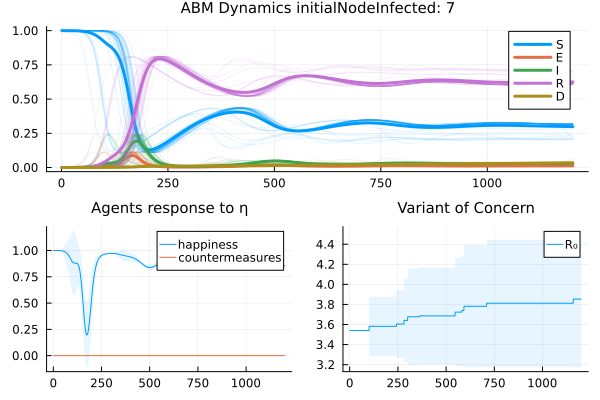 ABM Dynamics initialNodeInfected: 7
1.00
0.75
0.50
0.25
0.00
0
250
500
750
1000
S
E
I
R
D
Agents response to η
1.00
0.75
0.50
0.25
0.00
0
250
500
750
1000
happiness
countermeasures
Variant of Concern
4.4
4.2
4.0
3.8
3.6
3.4
3.2
0
250
500
750
1000
R₀